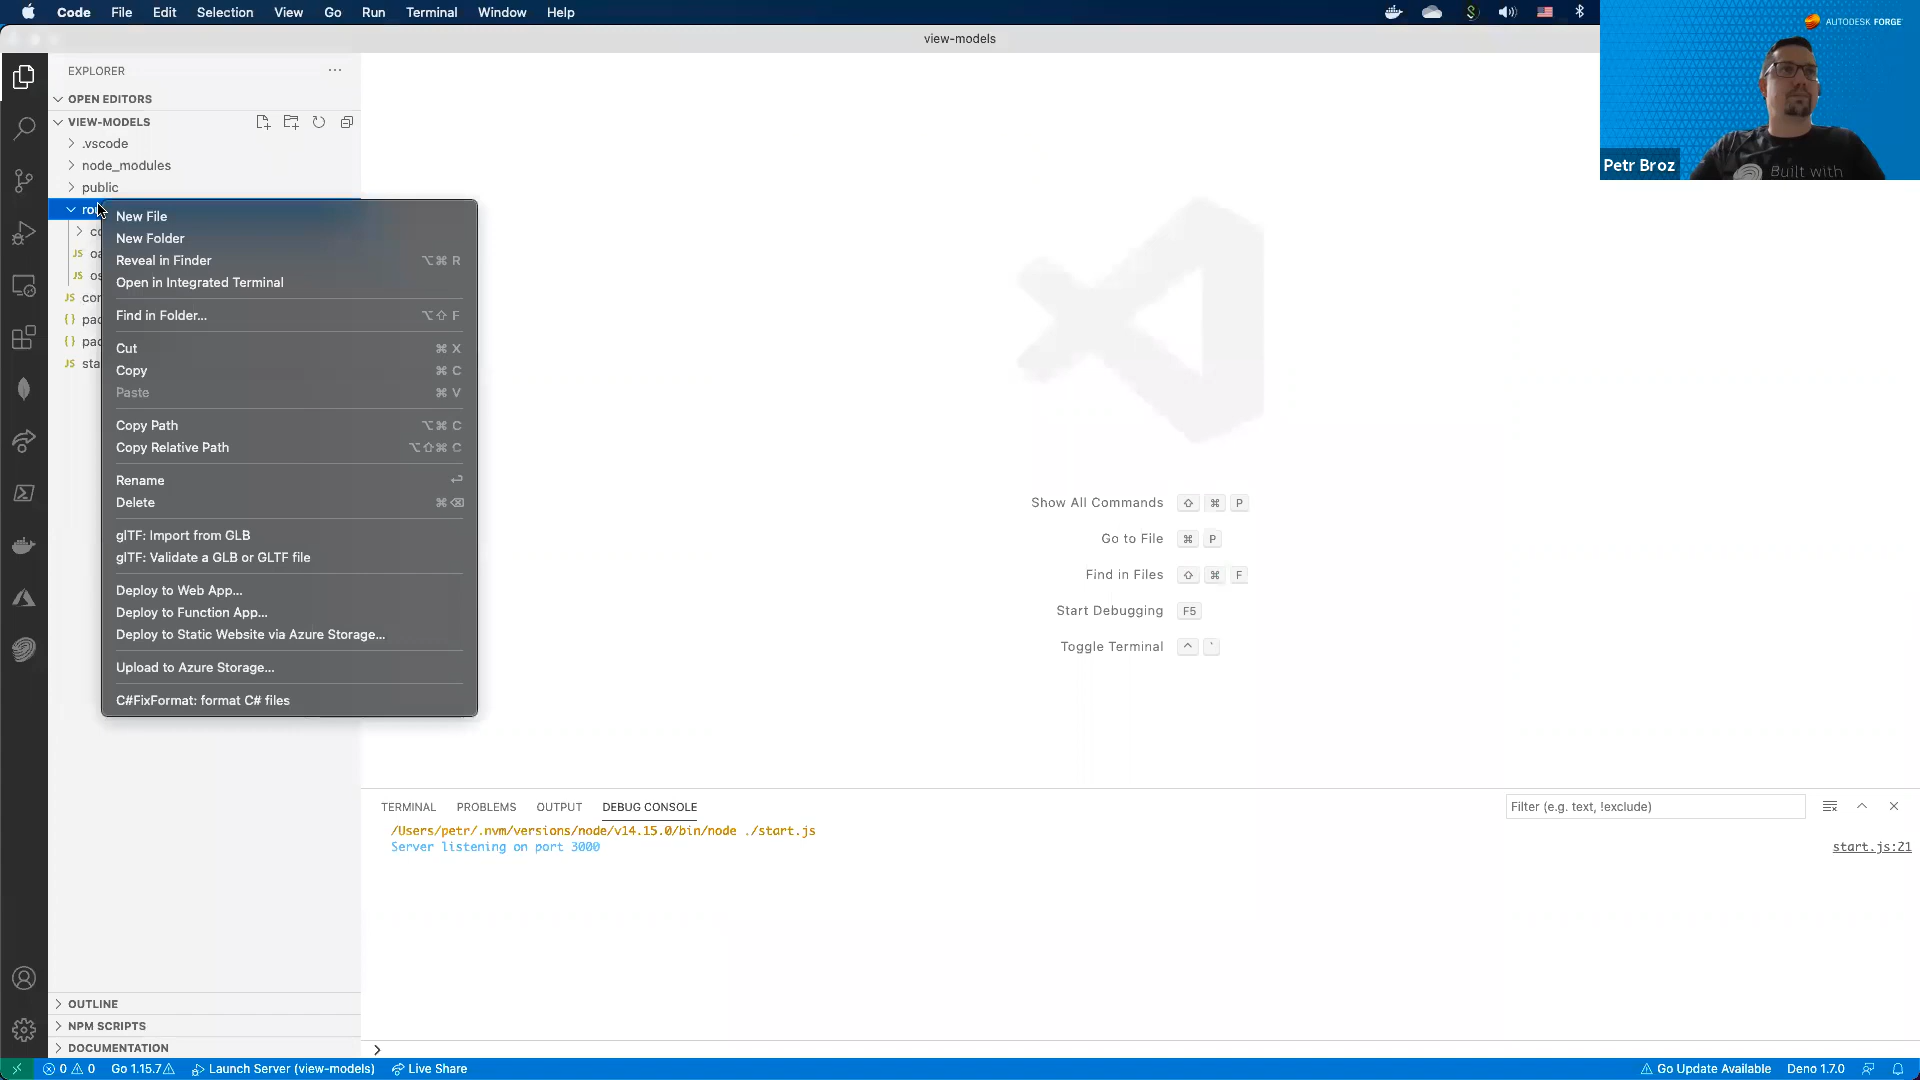 Code File Edit Selection View Go Run Terminal Window Help
view-models
AUTODESK FORGE
Petr Broz
Built with
EXPLORER
OPEN EDITORS
VIEW-MODELS
.vscode
node_modules
public
JS
JS
JS
{ }
{ }
JS
New File
New Folder
Reveal in Finder ⌥⌘ R
Open in Integrated Terminal
Find in Folder... ⌥⇧ F
Cut ⌘ X
Copy ⌘ C
Paste ⌘ V
Copy Path ⌥⌘ C
Copy Relative Path ⌥⇧⌘ C
Rename ↩
Delete ⌘⌫
glTF: Import from GLB
glTF: Validate a GLB or GLTF file
Deploy to Web App...
Deploy to Function App...
Deploy to Static Website via Azure Storage...
Upload to Azure Storage...
C#FixFormat: format C# files
Show All Commands ⇧ ⌘ P
Go to File ⌘ P
Find in Files ⇧ ⌘ F
Start Debugging F5
Toggle Terminal ^ `
TERMINAL PROBLEMS OUTPUT DEBUG CONSOLE
Filter (e.g. text, !exclude)
/Users/petr/.nvm/versions/node/v14.15.0/bin/node ./start.js
Server listening on port 3000
start.js:21
OUTLINE
NPM SCRIPTS
DOCUMENTATION
0 0 Go 1.15.7 Launch Server (view-models) Live Share
Go Update Available Deno 1.7.0